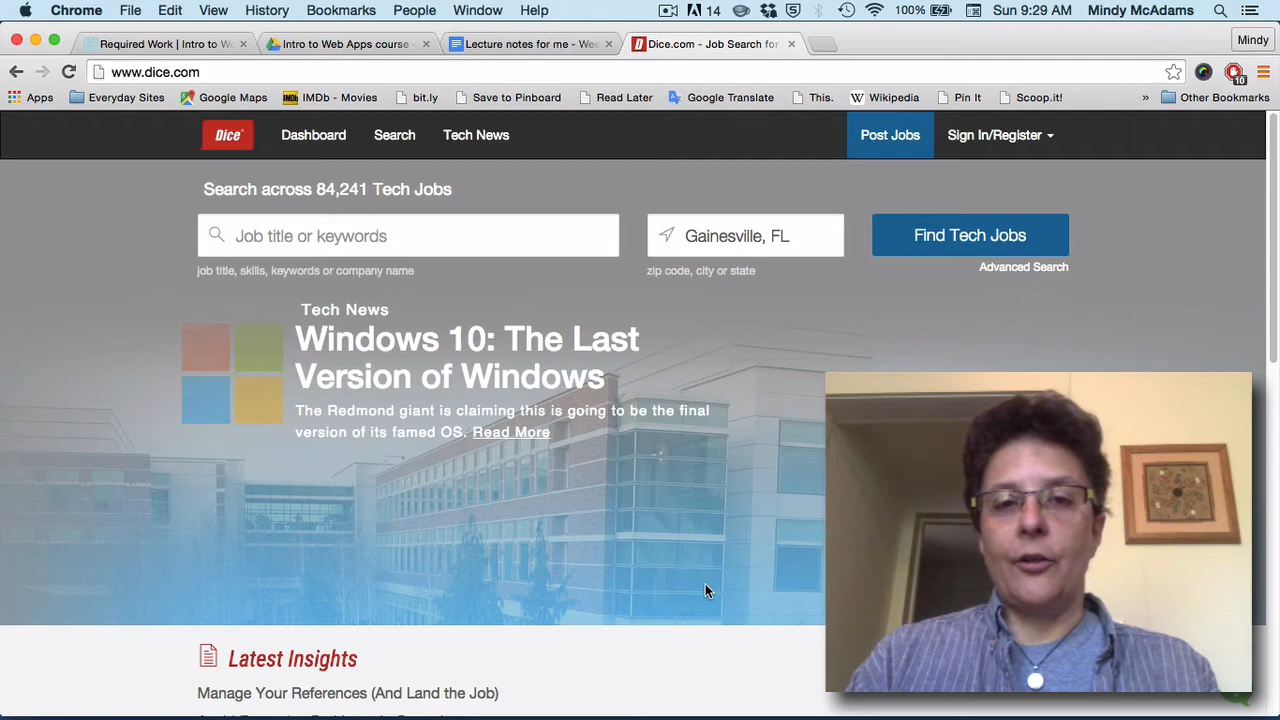 Chrome File Edit View History Bookmarks People Window Help 14 100% Sun 9:29 AM Mindy McAdams
Required Work | Intro to W Intro to Web Apps course - Lecture notes for me - Wee Dice.com - Job Search for Mindy
www.dice.com 10
Apps Everyday Sites Google Maps IMDb - Movies bit.ly Save to Pinboard Read Later Google Translate This. Wikipedia Pin It Scoop.it! » Other Bookmarks
Dice Dashboard Search Tech News Post Jobs Sign In/Register
Search across 84,241 Tech Jobs
Job title or keywords Gainesville, FL Find Tech Jobs
job title, skills, keywords or company name zip code, city or state Advanced Search
Tech News
Windows 10: The Last
Version of Windows
The Redmond giant is claiming this is going to be the final
version of its famed OS. Read More
Latest Insights
Manage Your References (And Land the Job)